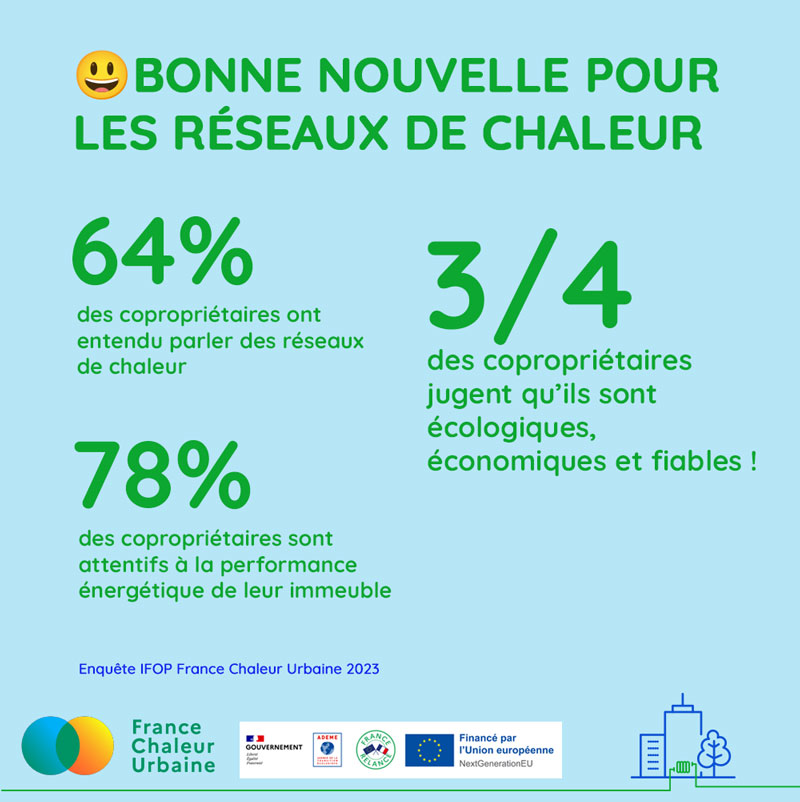 😃BONNE NOUVELLE POUR
LES RÉSEAUX DE CHALEUR
64%
des copropriétaires ont
entendu parler des réseaux
de chaleur
3/4
des copropriétaires
jugent qu’ils sont
écologiques,
économiques et fiables !
78%
des copropriétaires sont
attentifs à la performance
énergétique de leur immeuble
Enquête IFOP France Chaleur Urbaine 2023
France
Chaleur
Urbaine
GOUVERNEMENT
Liberté
Égalité
Fraternité
ADEME
FRANCE
RELANCE
Financé par
l'Union européenne
NextGenerationEU